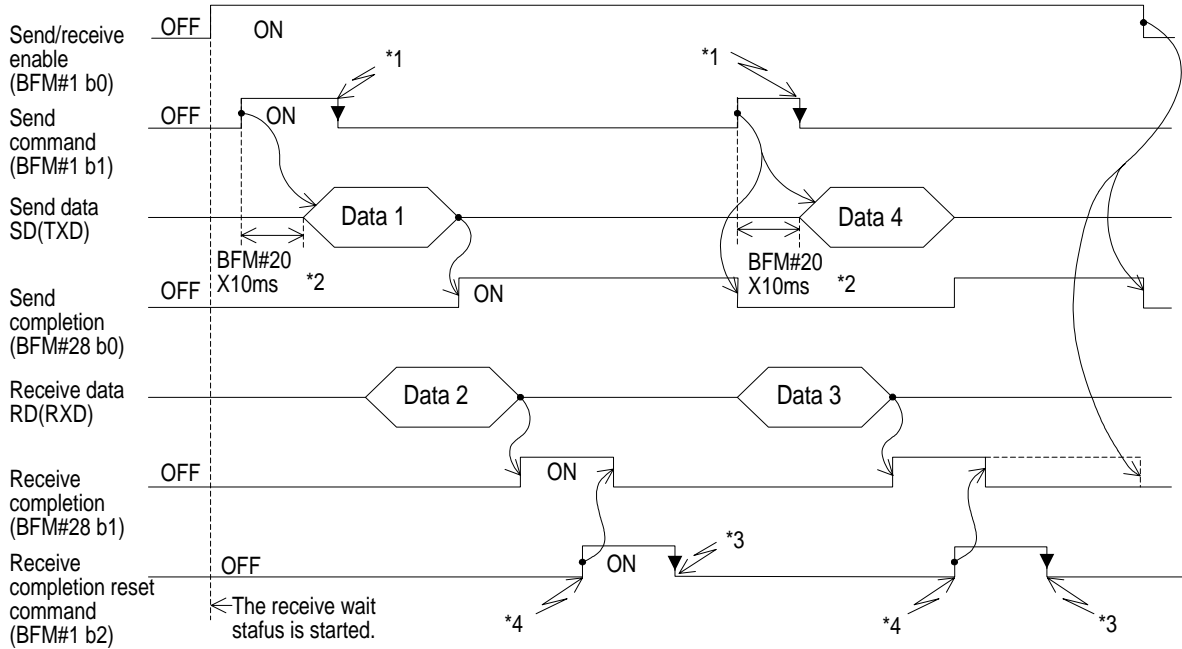 Send/receive
enable
(BFM#1 b0)
OFF
ON
*1
*1
Send
command
(BFM#1 b1)
OFF
ON
Send data
SD(TXD)
Data 1
Data 4
BFM#20
X10ms *2
BFM#20
X10ms *2
Send
completion
(BFM#28 b0)
OFF
ON
Receive data
RD(RXD)
Data 2
Data 3
Receive
completion
(BFM#28 b1)
OFF
ON
Receive
completion reset
command
(BFM#1 b2)
OFF
ON
*3
*4
*4
*3
The receive wait
stafus is started.